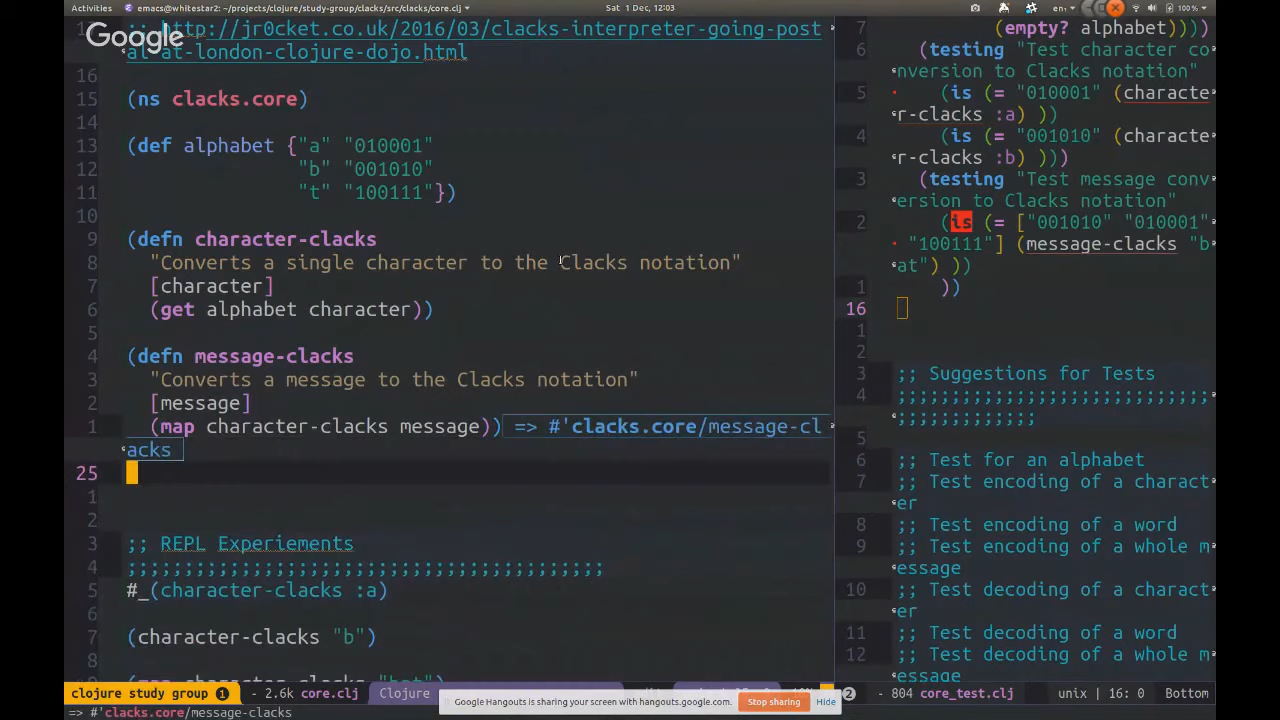 Activities
emacs@whitestar2: ~/projects/clojure/study-group/clacks/src/clacks/core.clj
Sat 1 Dec, 12:03
en
100%
Google
;; http://jr0cket.co.uk/2016/03/clacks-interpreter-going-post
al-at-london-clojure-dojo.html
16
15 (ns clacks.core)
14
13 (def alphabet {"a" "010001"
12 "b" "001010"
11 "t" "100111"})
10
9 (defn character-clacks
8 "Converts a single character to the Clacks notation"
7 [character]
6 (get alphabet character))
5
4 (defn message-clacks
3 "Converts a message to the Clacks notation"
2 [message]
1 (map character-clacks message)) => #'clacks.core/message-cl
acks
25
1
2
3 ;; REPL Experiements
4 ;;;;;;;;;;;;;;;;;;;;;;;;;;;;;;;;;;;;;;;;;;
5 #_(character-clacks :a)
6
7 (character-clacks "b")
8
clojure study group 1 - 2.6k core.clj Clojure
=> #'clacks.core/message-clacks
7 (empty? alphabet))))
6 (testing "Test character co
nversion to Clacks notation"
5 (is (= "010001" (characte
r-clacks :a) ))
4 (is (= "001010" (characte
r-clacks :b) )))
3 (testing "Test message conv
ersion to Clacks notation"
2 (is (= ["001010" "010001"
"100111"] (message-clacks "b
at") ))
1 ))
16
1
2
3 ;; Suggestions for Tests
4 ;;;;;;;;;;;;;;;;;;;;;;;;;;;;
;;;;;;;;;;;;;
5
6 ;; Test for an alphabet
7 ;; Test encoding of a charact
er
8 ;; Test encoding of a word
9 ;; Test encoding of a whole m
essage
10 ;; Test decoding of a charact
er
11 ;; Test decoding of a word
12 ;; Test decoding of a whole m
essage
2 - 804 core_test.clj unix | 16: 0 Bottom
Google Hangouts is sharing your screen with hangouts.google.com.
Stop sharing
Hide